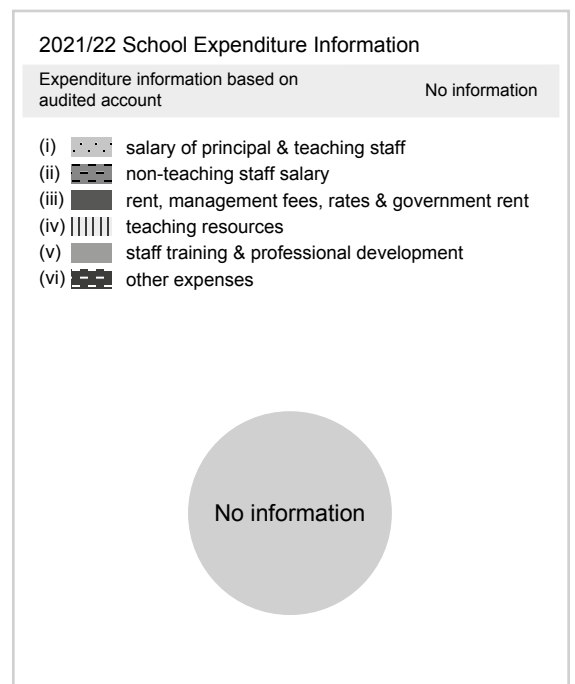 2021/22 School Expenditure Information
Expenditure information based on
audited account
No information
(i) salary of principal & teaching staff
(ii) non-teaching staff salary
(iii) rent, management fees, rates & government rent
(iv) teaching resources
(v) staff training & professional development
(vi) other expenses
No information